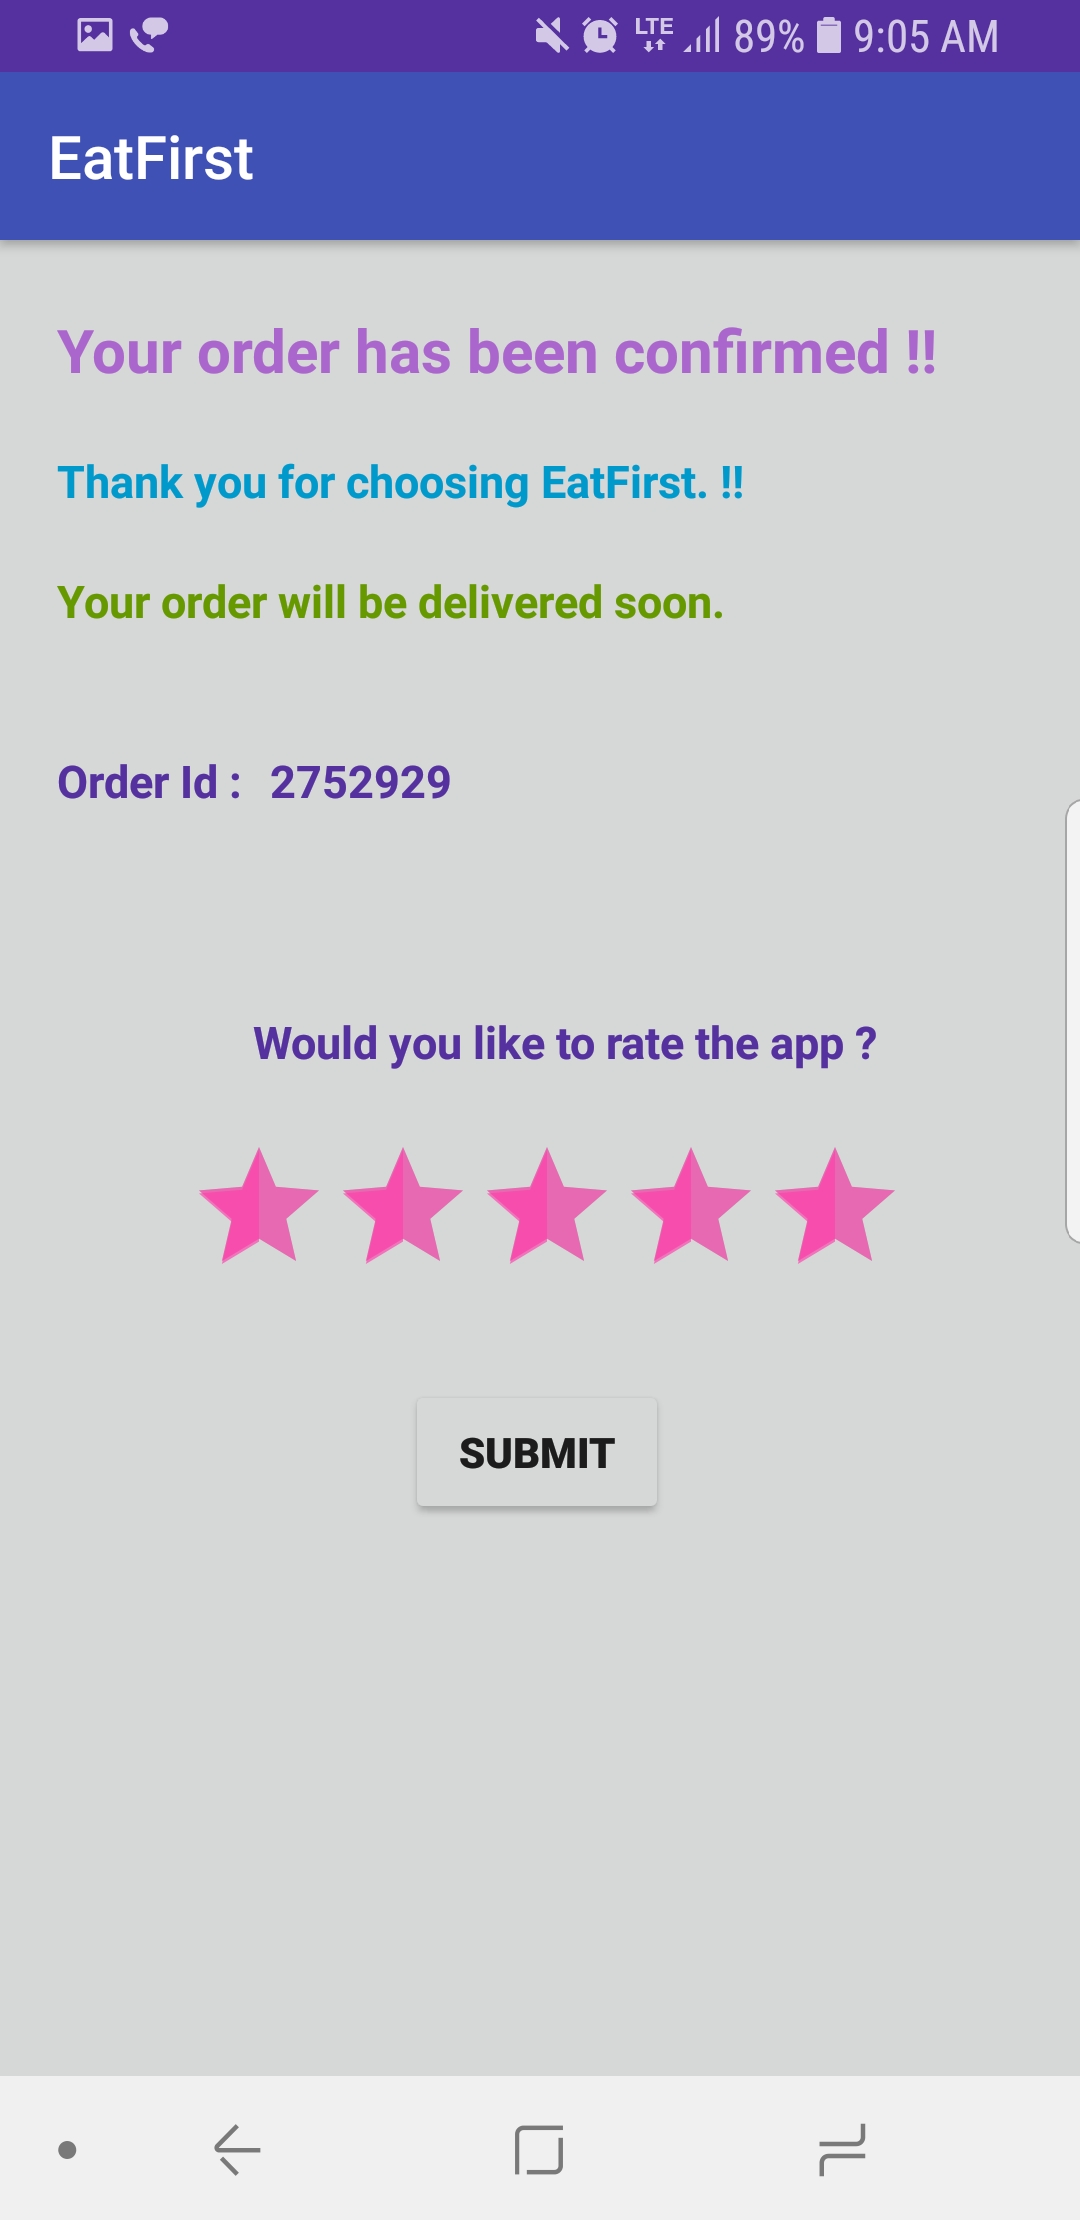 LTE 89% 9:05 AM
EatFirst
Your order has been confirmed !!
Thank you for choosing EatFirst. !!
Your order will be delivered soon.
Order Id : 2752929
Would you like to rate the app ?
SUBMIT